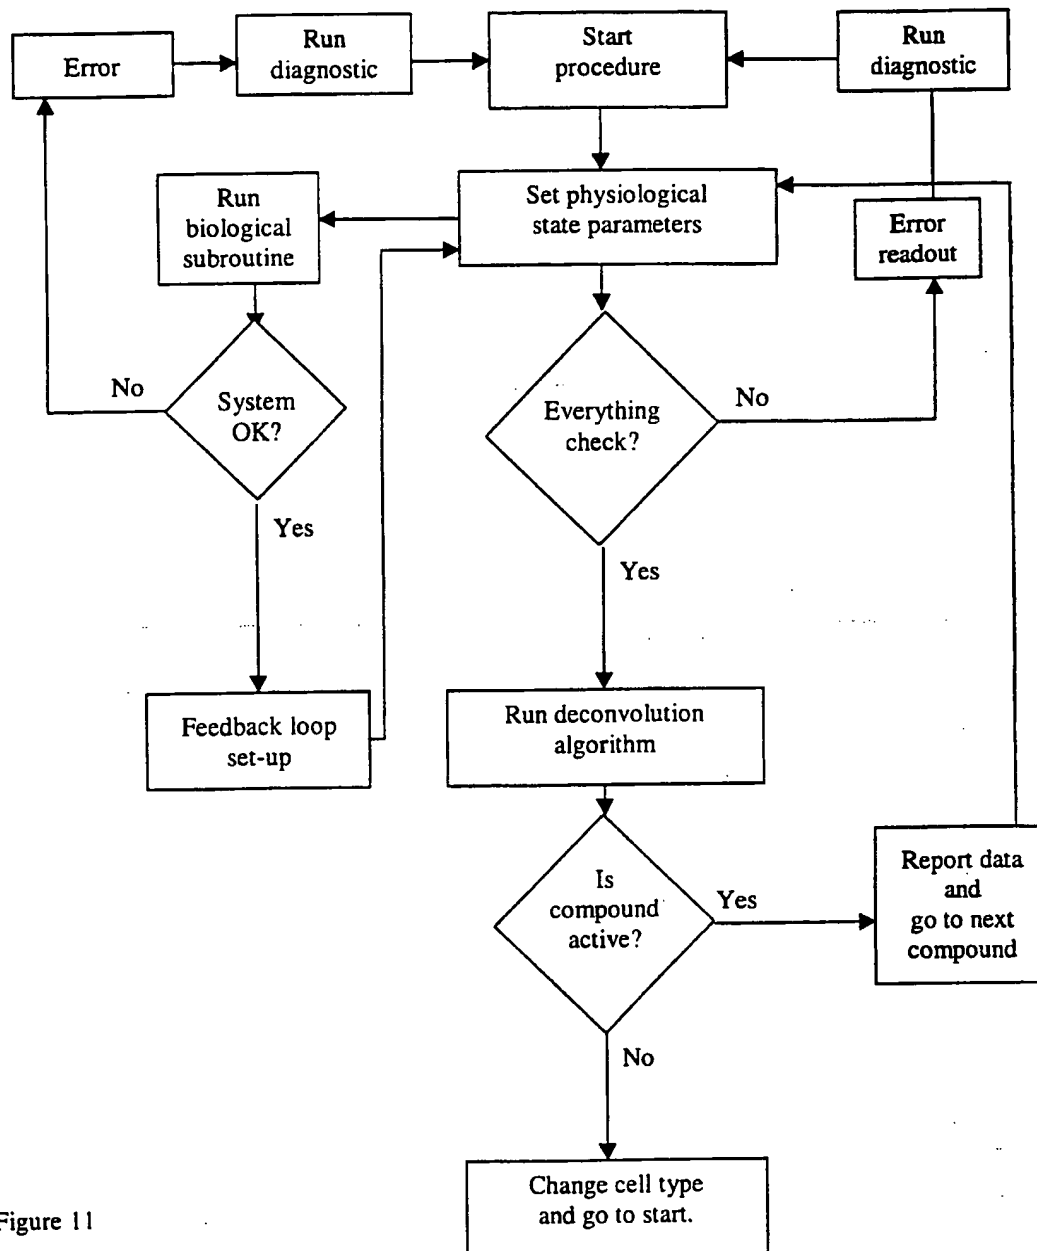 Error
Run
diagnostic
Start
procedure
Run
diagnostic
Run
biological
subroutine
Set physiological
state parameters
Error
readout
No
System
OK?
Everything
check?
No
Yes
Yes
Feedback loop
set-up
Run deconvolution
algorithm
Is
compound
active?
Yes
Report data
and
go to next
compound
No
Change cell type
and go to start.
Figure 11